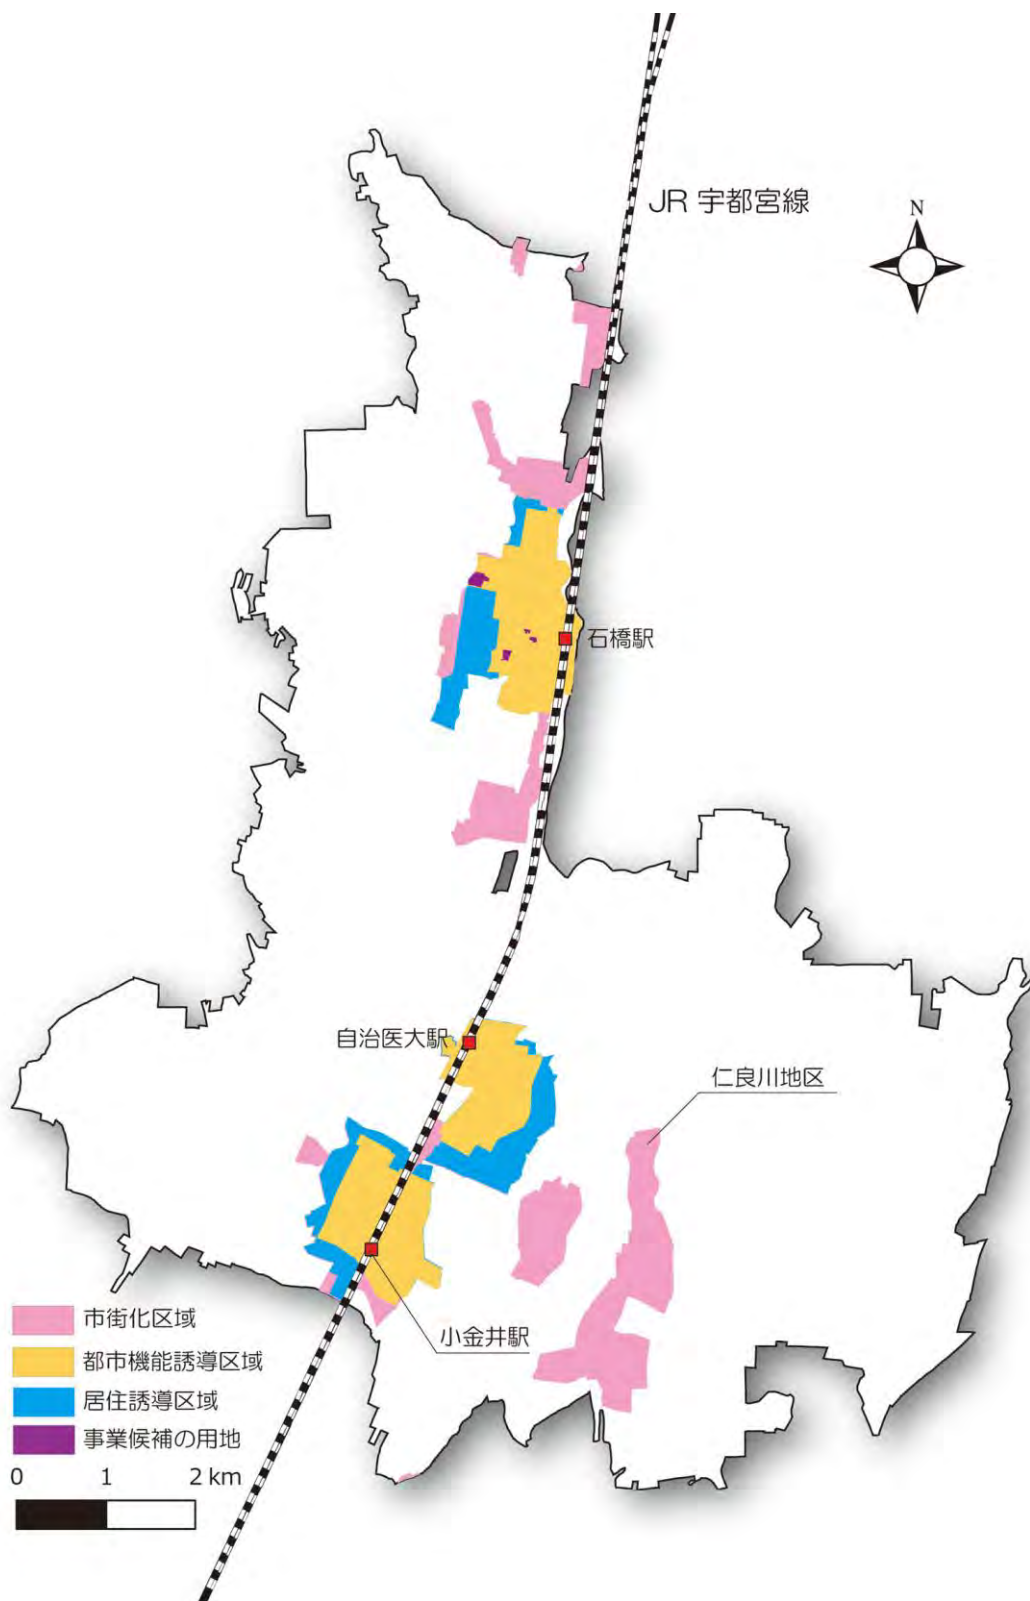 JR 宇都宮線
N
石橋駅
自治医大駅
仁良川地区
小金井駅
市街化区域
都市機能誘導区域
居住誘導区域
事業候補の用地
0 1 2 km